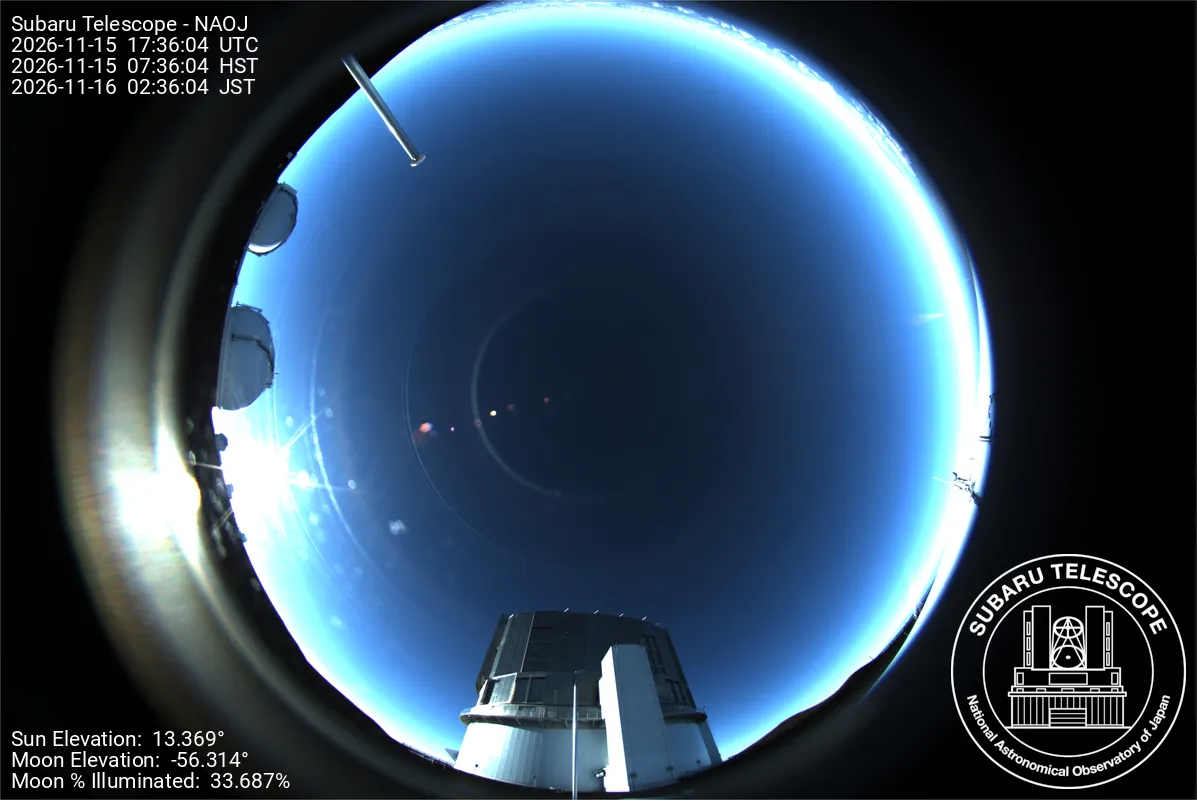 Subaru Telescope - NAOJ
2026-11-15 17:36:04 UTC
2026-11-15 07:36:04 HST
2026-11-16 02:36:04 JST
SUBARU TELESCOPE
National Astronomical Observatory of Japan
Sun Elevation: 13.369°
Moon Elevation: -56.314°
Moon % Illuminated: 33.687%